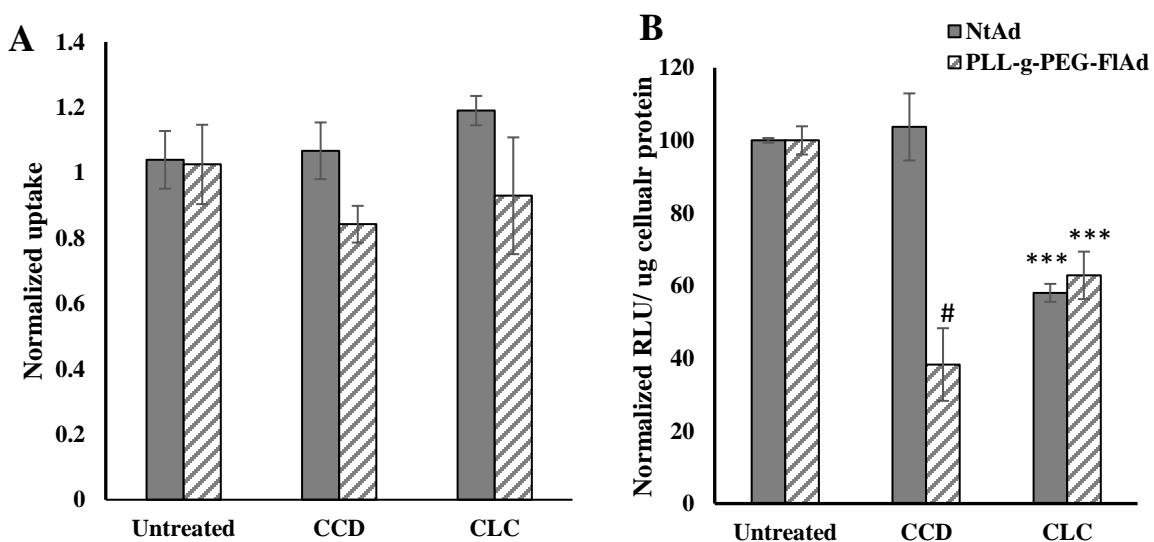 A
Normalized uptake
1.4
1.2
1
0.8
0.6
0.4
0.2
0
Untreated
CCD
CLC
B
NtAd
PLL-g-PEG-FlAd
Normalized RLU/ ug cellualr protein
120
100
80
60
40
20
0
#
***
***
Untreated
CCD
CLC